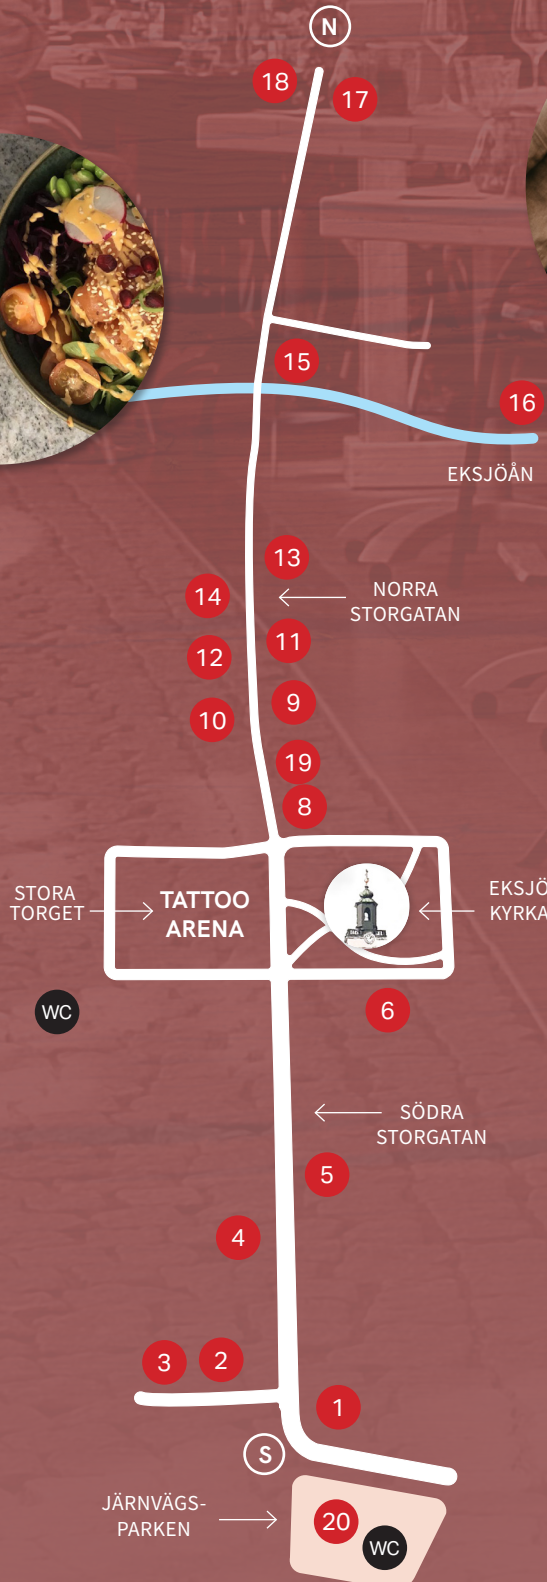 N
18
17
15
16
EKSJÖÅN
13
14
NORRA
STORGATAN
11
12
9
10
19
8
STORA
TORGET
TATTOO
ARENA
EKSJÖ
KYRKA
WC
6
SÖDRA
STORGATAN
5
4
3
2
1
S
JÄRNVÄGS-
PARKEN
20
WC